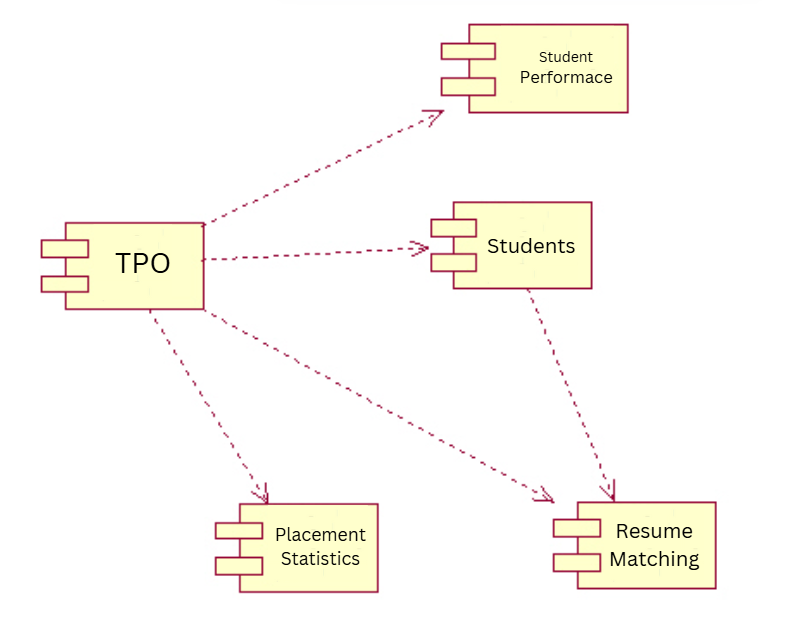 Student
Performace
TPO
Students
Placement
Statistics
Resume
Matching